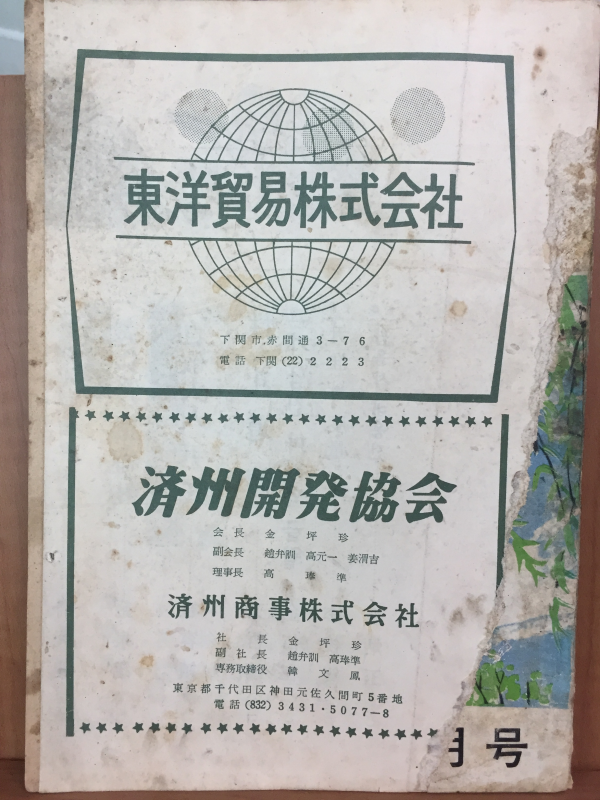 東洋貿易株式会社
下関市赤間通3-76
電話 下関(22)2223
済州開発協会
会長 金坪珍
副会長 趙弁訓 高元一 姜渭吉
理事長 高琫準
済州商事株式会社
社長 金坪珍
副社長 趙弁訓 高琫準
専務取締役 韓文鳳
東京都千代田区神田元佐久間町5番地
電話(832)3431・5077-8
月号